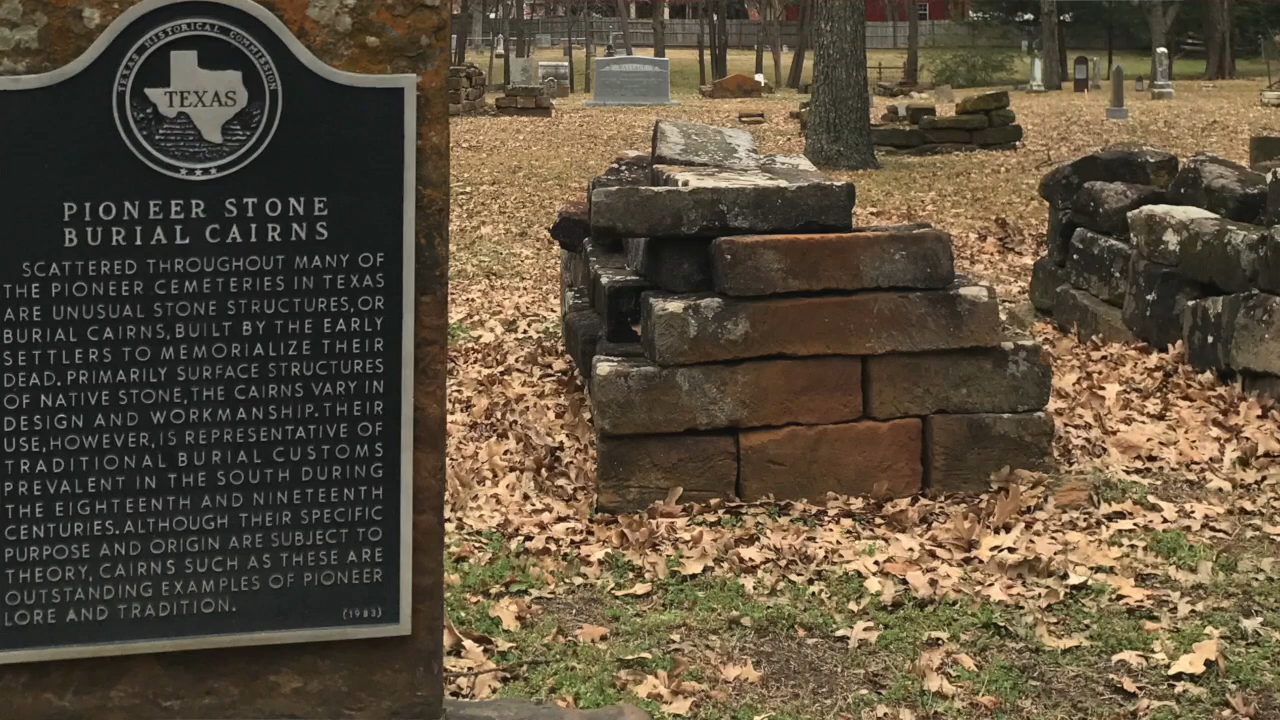 TEXAS HISTORICAL COMMISSION
TEXAS
PIONEER STONE
BURIAL CAIRNS
SCATTERED THROUGHOUT MANY OF
THE PIONEER CEMETERIES IN TEXAS
ARE UNUSUAL STONE STRUCTURES, OR
BURIAL CAIRNS, BUILT BY THE EARLY
SETTLERS TO MEMORIALIZE THEIR
DEAD. PRIMARILY SURFACE STRUCTURES
OF NATIVE STONE, THE CAIRNS VARY IN
DESIGN AND WORKMANSHIP. THEIR
USE, HOWEVER, IS REPRESENTATIVE OF
TRADITIONAL BURIAL CUSTOMS
PREVALENT IN THE SOUTH DURING
THE EIGHTEENTH AND NINETEENTH
CENTURIES. ALTHOUGH THEIR SPECIFIC
PURPOSE AND ORIGIN ARE SUBJECT TO
THEORY, CAIRNS SUCH AS THESE ARE
OUTSTANDING EXAMPLES OF PIONEER
LORE AND TRADITION.
(1983)